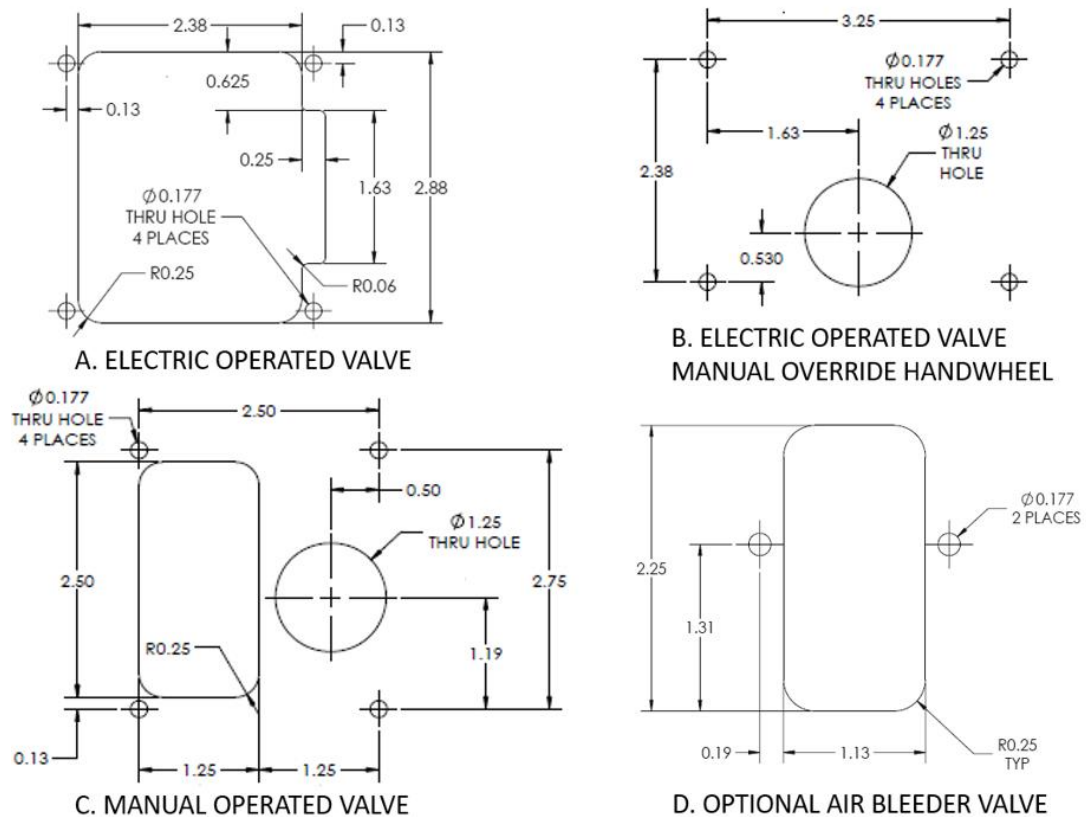 2.38
0.13
0.625
0.13
0.25
1.63
2.88
Ø0.177
THRU HOLE
4 PLACES
R0.25
R0.06
A. ELECTRIC OPERATED VALVE
3.25
Ø0.177
THRU HOLES
4 PLACES
1.63
Ø1.25
THRU
HOLE
2.38
0.530
B. ELECTRIC OPERATED VALVE
MANUAL OVERRIDE HANDWHEEL
Ø0.177
THRU HOLE
4 PLACES
2.50
0.50
Ø1.25
THRU HOLE
2.50
2.75
R0.25
1.19
0.13
1.25
1.25
C. MANUAL OPERATED VALVE
Ø0.177
2 PLACES
2.25
1.31
0.19
1.13
R0.25
TYP
D. OPTIONAL AIR BLEEDER VALVE